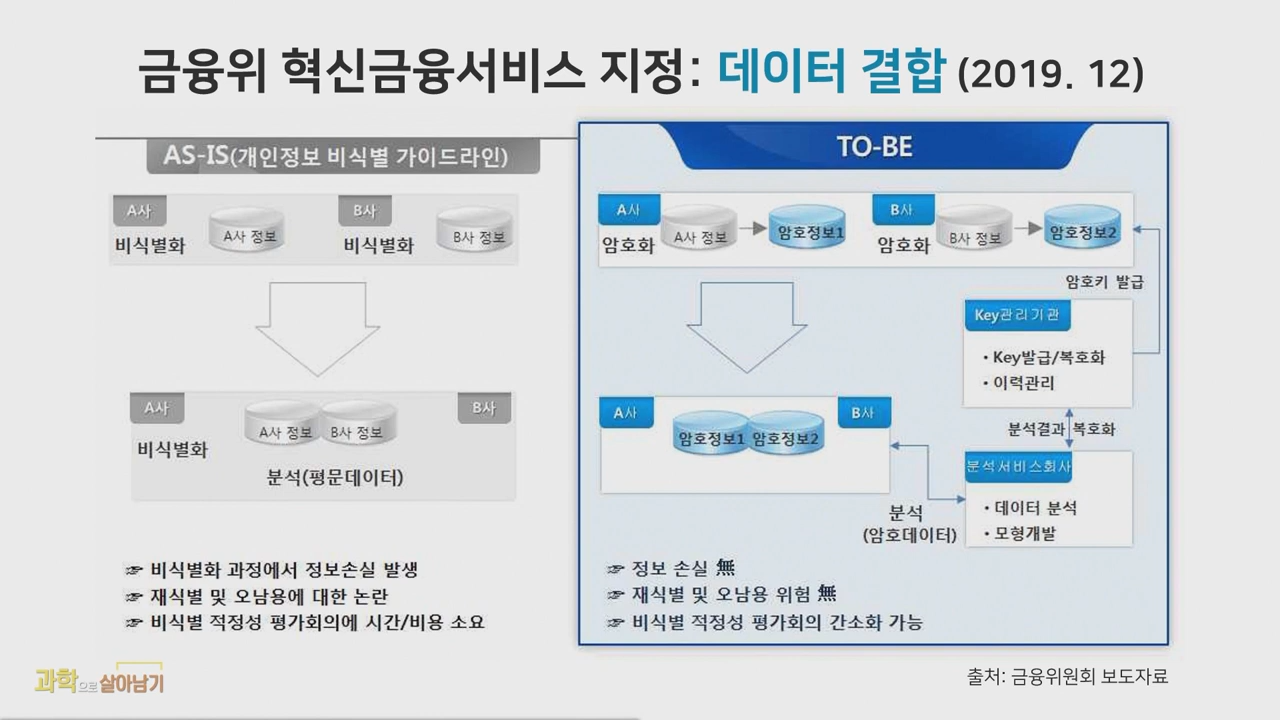 금융위 혁신금융서비스 지정: 데이터 결합 (2019. 12)
AS-IS(개인정보 비식별 가이드라인)
A사
비식별화
A사 정보
B사
비식별화
B사 정보
A사
비식별화
A사 정보
B사 정보
B사
분석(평문데이터)
☞ 비식별화 과정에서 정보손실 발생
☞ 재식별 및 오남용에 대한 논란
☞ 비식별 적정성 평가회의에 시간/비용 소요
TO-BE
A사
암호화
A사 정보
암호정보1
B사
암호화
B사 정보
암호정보2
암호키 발급
Key관리기관
· Key발급/복호화
· 이력관리
분석결과 복호화
A사
암호정보1
암호정보2
B사
분석
(암호데이터)
분석서비스회사
· 데이터 분석
· 모형개발
☞ 정보 손실 無
☞ 재식별 및 오남용 위험 無
☞ 비식별 적정성 평가회의 간소화 가능
과학으로살아남기
출처: 금융위원회 보도자료